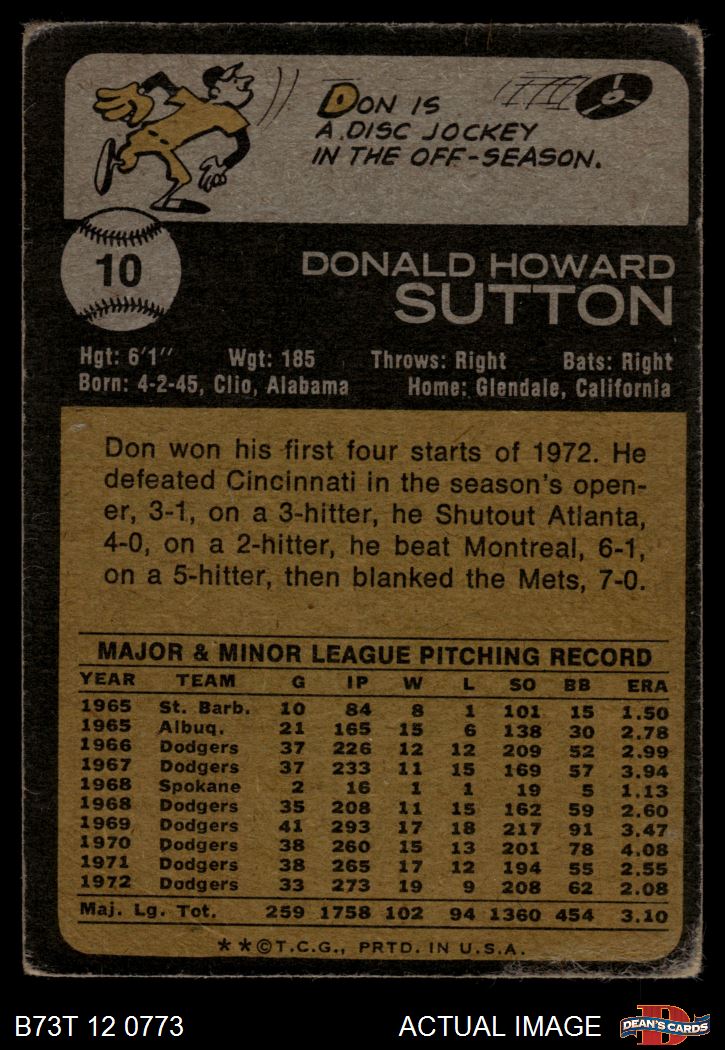 DON IS
A DISC JOCKEY
IN THE OFF-SEASON.
10
DONALD HOWARD
SUTTON
Hgt: 6'1" Wgt: 185 Throws: Right Bats: Right
Born: 4-2-45, Clio, Alabama Home: Glendale, California
Don won his first four starts of 1972. He
defeated Cincinnati in the season's open-
er, 3-1, on a 3-hitter, he Shutout Atlanta,
4-0, on a 2-hitter, he beat Montreal, 6-1,
on a 5-hitter, then blanked the Mets, 7-0.
MAJOR & MINOR LEAGUE PITCHING RECORD
YEAR TEAM G IP W L SO BB ERA
1965 St. Barb. 10 84 8 1 101 15 1.50
1965 Albuq. 21 165 15 6 138 30 2.78
1966 Dodgers 37 226 12 12 209 52 2.99
1967 Dodgers 37 233 11 15 169 57 3.94
1968 Spokane 2 16 1 1 19 5 1.13
1968 Dodgers 35 208 11 15 162 59 2.60
1969 Dodgers 41 293 17 18 217 91 3.47
1970 Dodgers 38 260 15 13 201 78 4.08
1971 Dodgers 38 265 17 12 194 55 2.55
1972 Dodgers 33 273 19 9 208 62 2.08
Maj. Lg. Tot. 259 1758 102 94 1360 454 3.10
**©T.C.G., PRTD. IN U.S.A.
B73T 12 0773 ACTUAL IMAGE D DEAN'S CARDS